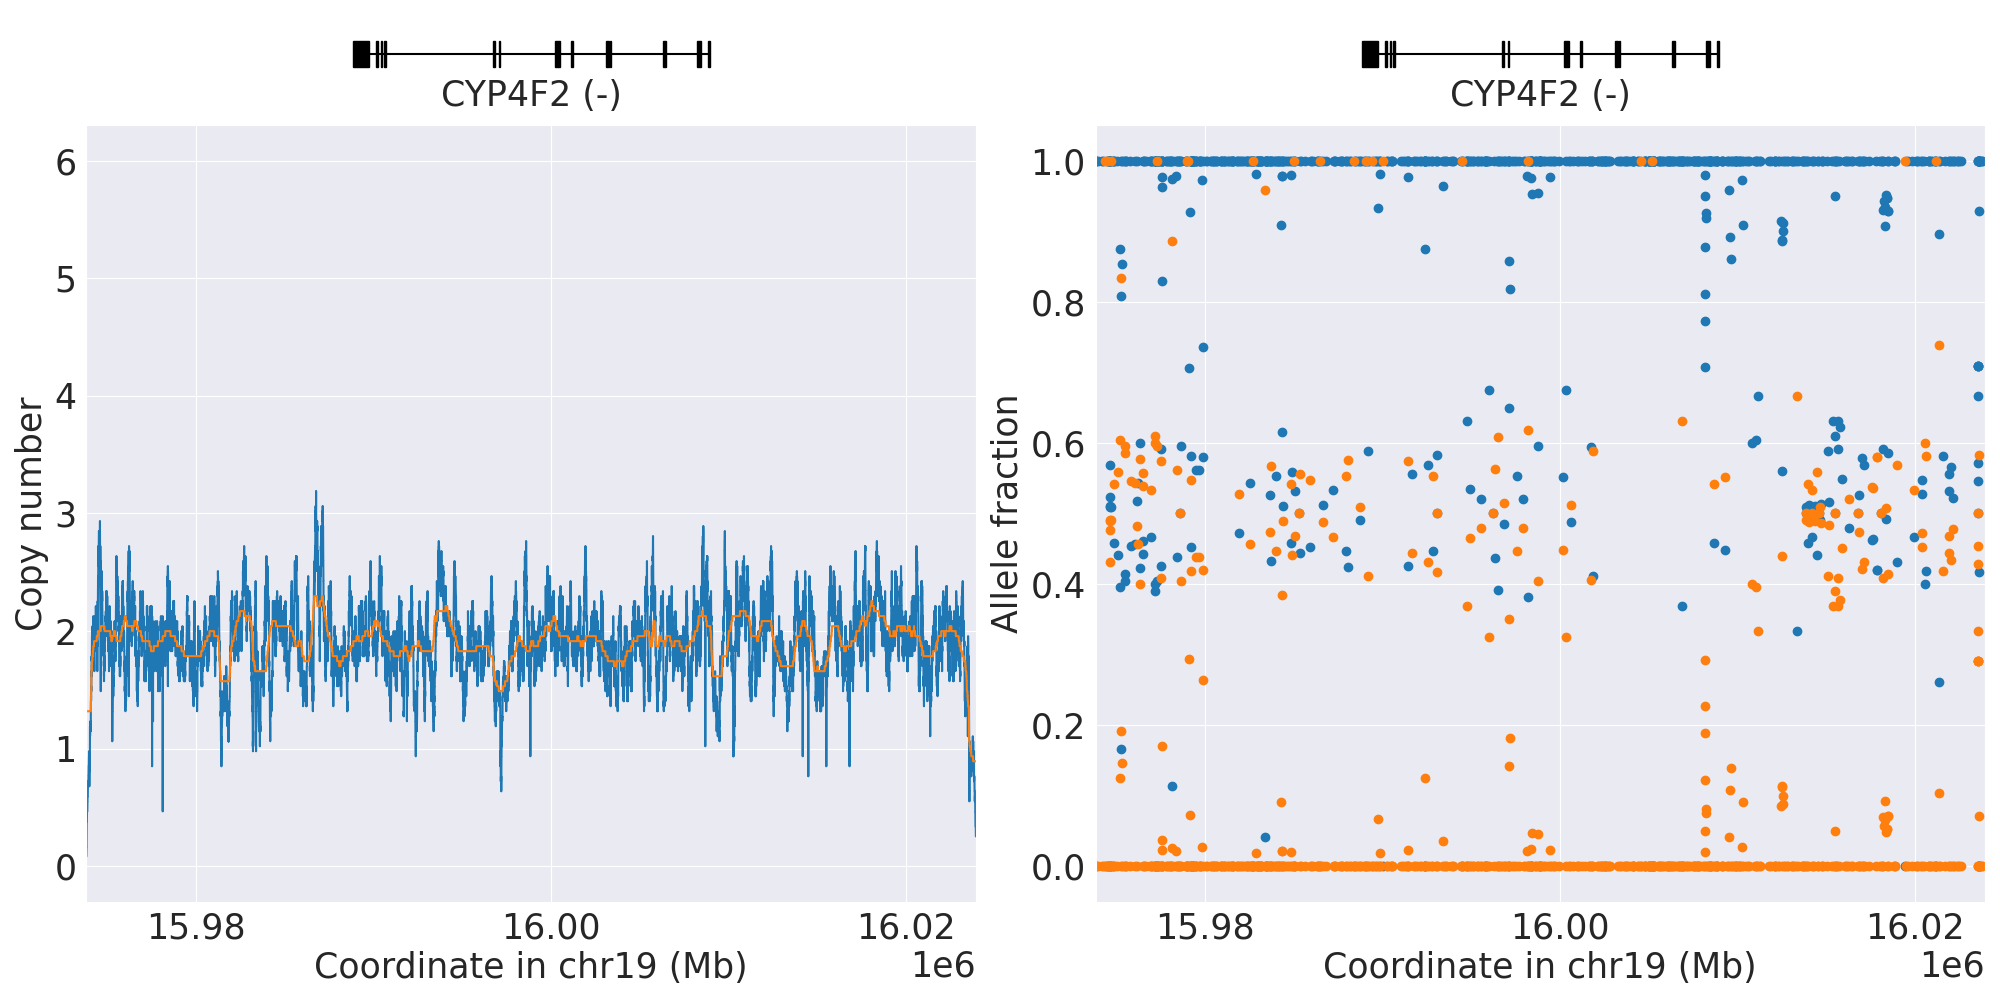 CYP4F2 (-)
6
5
4
3
2
1
0
Copy number
15.98 16.00 16.02
Coordinate in chr19 (Mb)
1e6
CYP4F2 (-)
1.0
0.8
0.6
0.4
0.2
0.0
Allele fraction
15.98 16.00 16.02
Coordinate in chr19 (Mb)
1e6